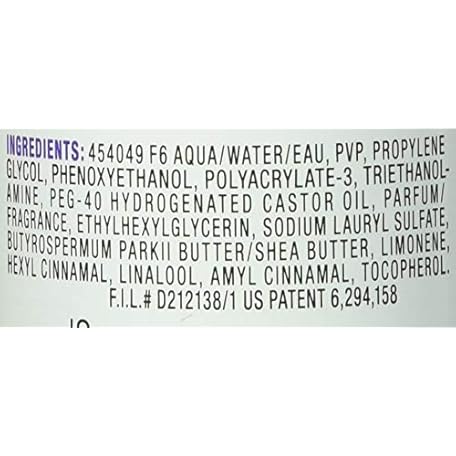 INGREDIENTS: 454049 F6 AQUA/WATER/EAU, PVP, PROPYLENE
GLYCOL, PHENOXYETHANOL, POLYACRYLATE-3, TRIETHANOL-
AMINE, PEG-40 HYDROGENATED CASTOR OIL, PARFUM/
FRAGRANCE, ETHYLHEXYLGLYCERIN, SODIUM LAURYL SULFATE,
BUTYROSPERMUM PARKII BUTTER/SHEA BUTTER, LIMONENE,
HEXYL CINNAMAL, LINALOOL, AMYL CINNAMAL, TOCOPHEROL.
F.I.L.# D212138/1 US PATENT 6,294,158